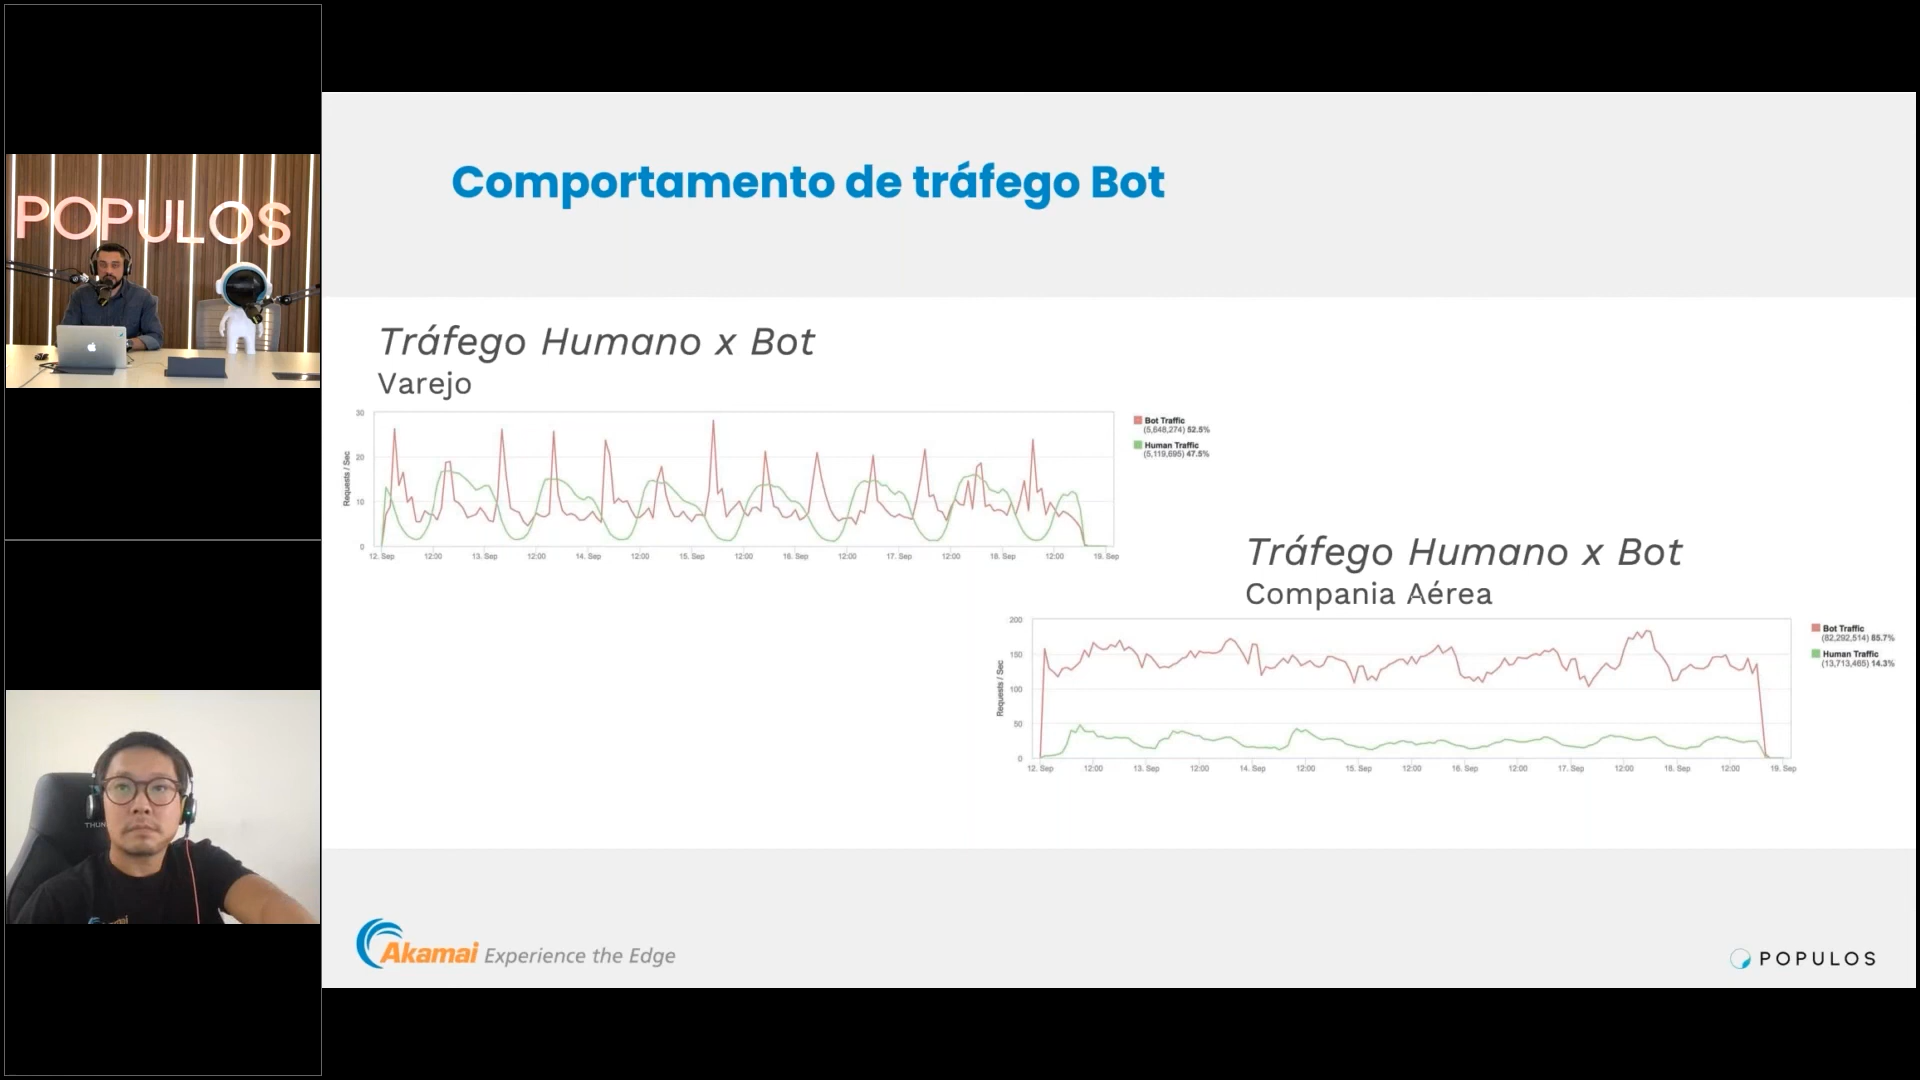 POPULOS
THUN
Comportamento de tráfego Bot
Tráfego Humano x Bot
Varejo
30
20
10
0
Requests / Sec
12. Sep 12:00 13. Sep 12:00 14. Sep 12:00 15. Sep 12:00 16. Sep 12:00 17. Sep 12:00 18. Sep 12:00 19. Sep
Bot Traffic
(5,648,274) 52.5%
Human Traffic
(5,119,695) 47.5%
Tráfego Humano x Bot
Compania Aérea
200
150
100
50
0
Requests / Sec
12. Sep 12:00 13. Sep 12:00 14. Sep 12:00 15. Sep 12:00 16. Sep 12:00 17. Sep 12:00 18. Sep 12:00 19. Sep
Bot Traffic
(82,292,514) 85.7%
Human Traffic
(13,713,465) 14.3%
Akamai Experience the Edge
POPULOS